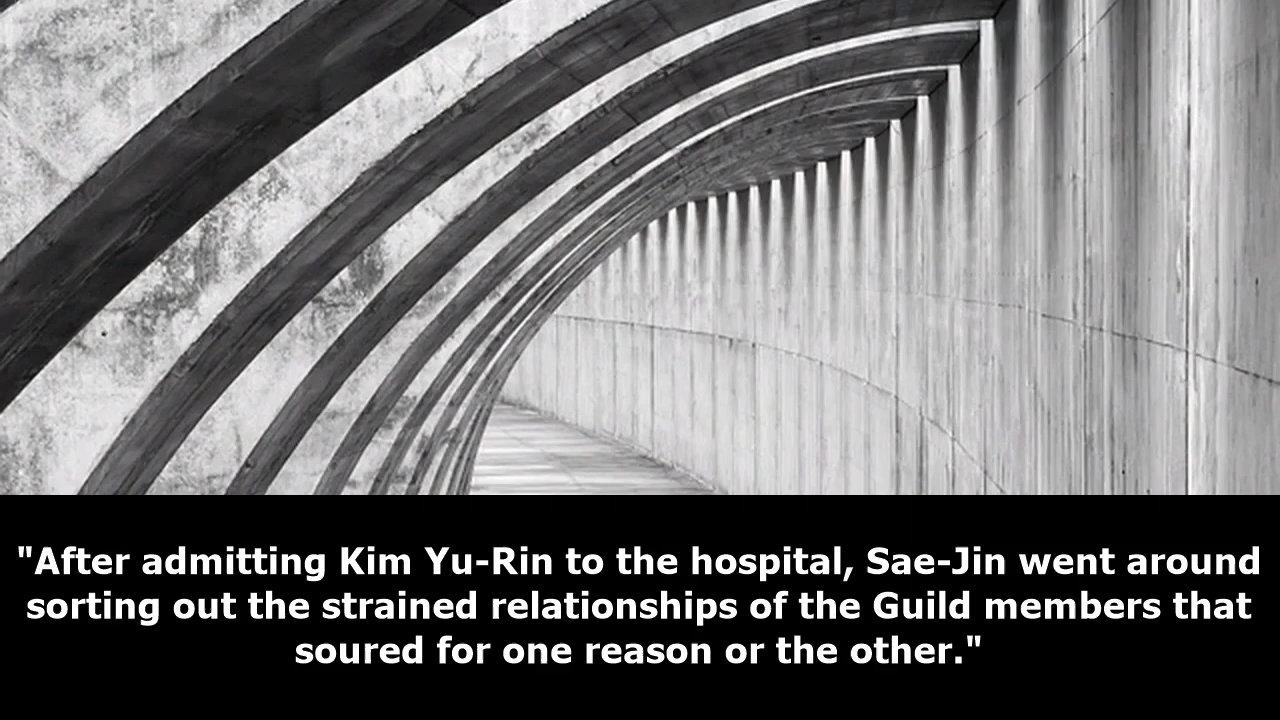 "After admitting Kim Yu-Rin to the hospital, Sae-Jin went around
sorting out the strained relationships of the Guild members that
soured for one reason or the other."